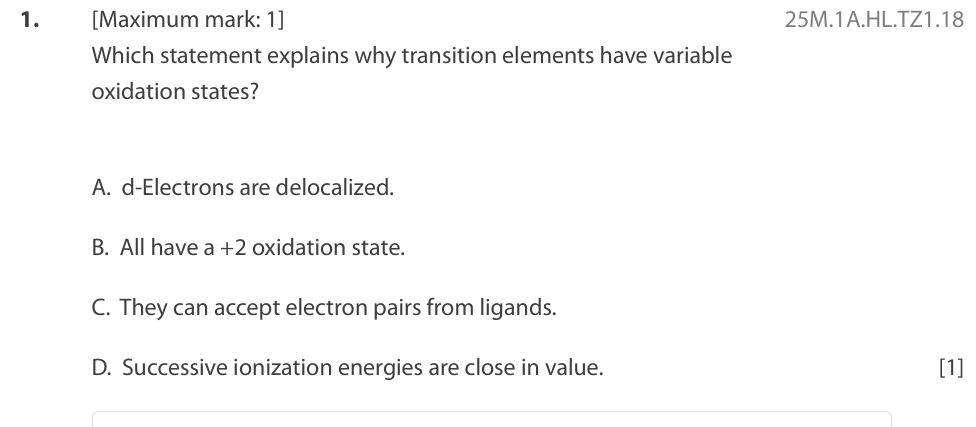 1. [Maximum mark: 1] 25M.1A.HL.TZ1.18
Which statement explains why transition elements have variable
oxidation states?
A. d-Electrons are delocalized.
B. All have a +2 oxidation state.
C. They can accept electron pairs from ligands.
D. Successive ionization energies are close in value. [1]